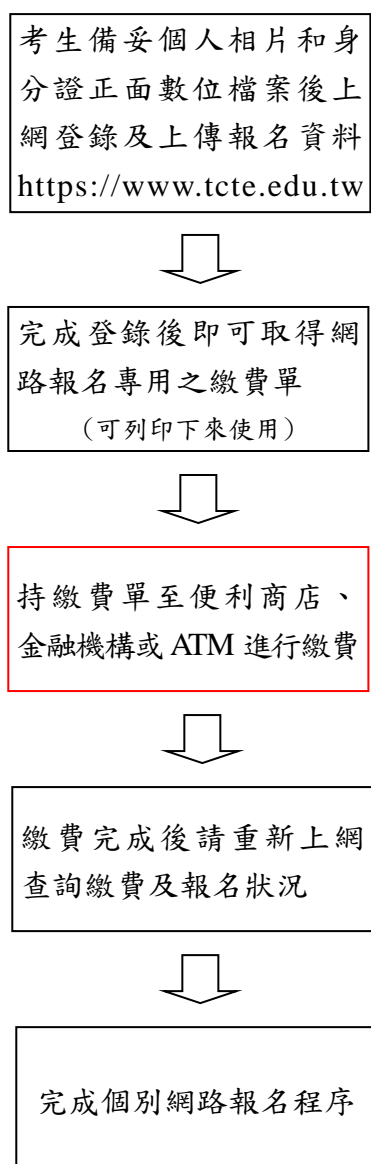 考生備妥個人相片和身
分證正面數位檔案後上
網登錄及上傳報名資料
https://www.tcte.edu.tw
完成登錄後即可取得網
路報名專用之繳費單
（可列印下來使用）
持繳費單至便利商店、
金融機構或 ATM 進行繳費
繳費完成後請重新上網
查詢繳費及報名狀況
完成個別網路報名程序